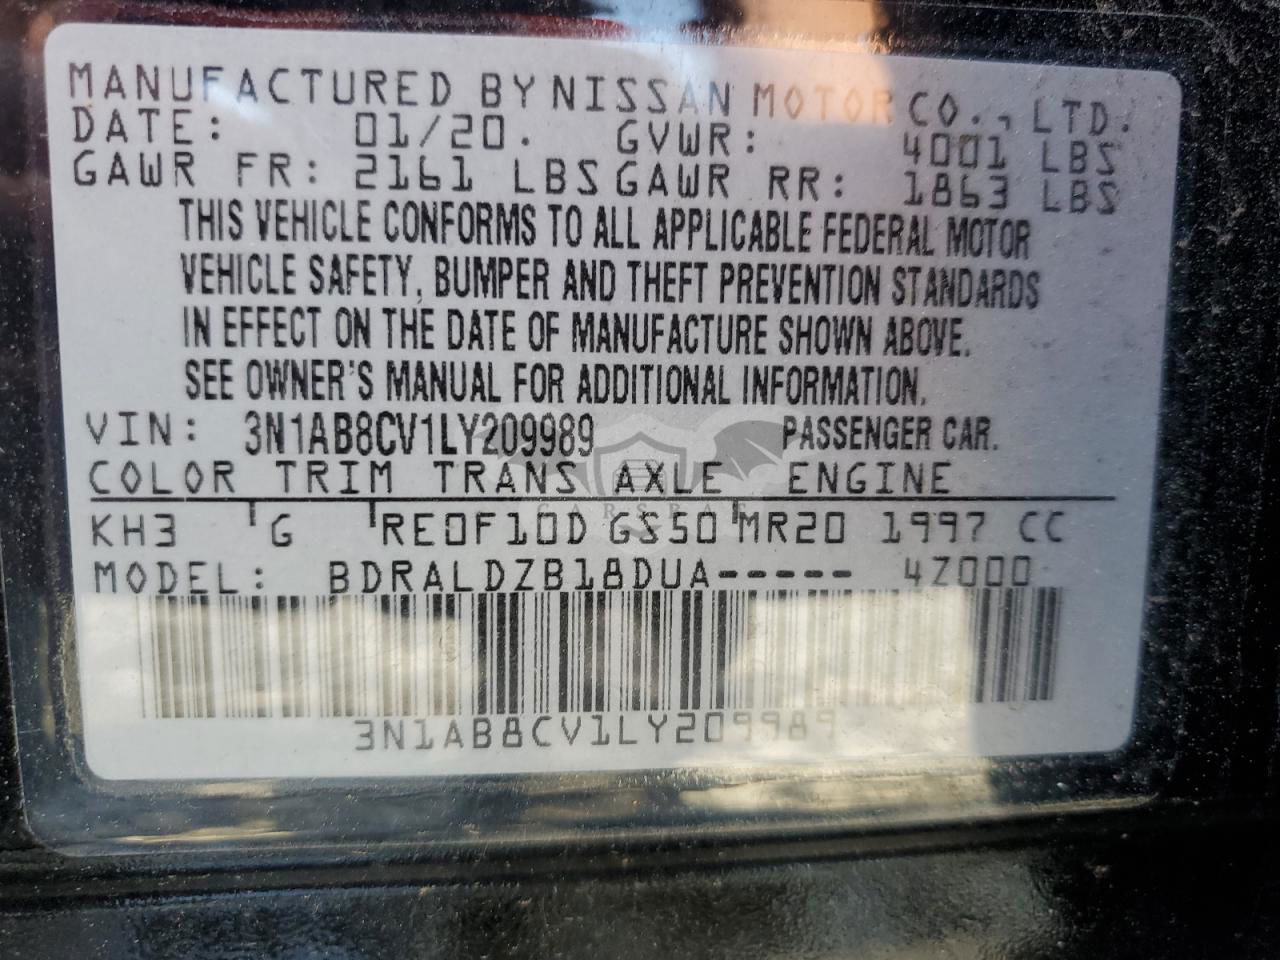 MANUFACTURED BY NISSAN MOTOR CO., LTD.
DATE: 01/20. GVWR: 4001 LBS
GAWR FR: 2161 LBS GAWR RR: 1863 LBS
THIS VEHICLE CONFORMS TO ALL APPLICABLE FEDERAL MOTOR
VEHICLE SAFETY, BUMPER AND THEFT PREVENTION STANDARDS
IN EFFECT ON THE DATE OF MANUFACTURE SHOWN ABOVE.
SEE OWNER'S MANUAL FOR ADDITIONAL INFORMATION.
VIN: 3N1AB8CV1LY209989 PASSENGER CAR.
COLOR TRIM TRANS AXLE ENGINE
KH3 G RE0F10D GS50 MR20 1997 CC
MODEL: BDRALDZB18DUA----- 4Z000
3N1AB8CV1LY209989